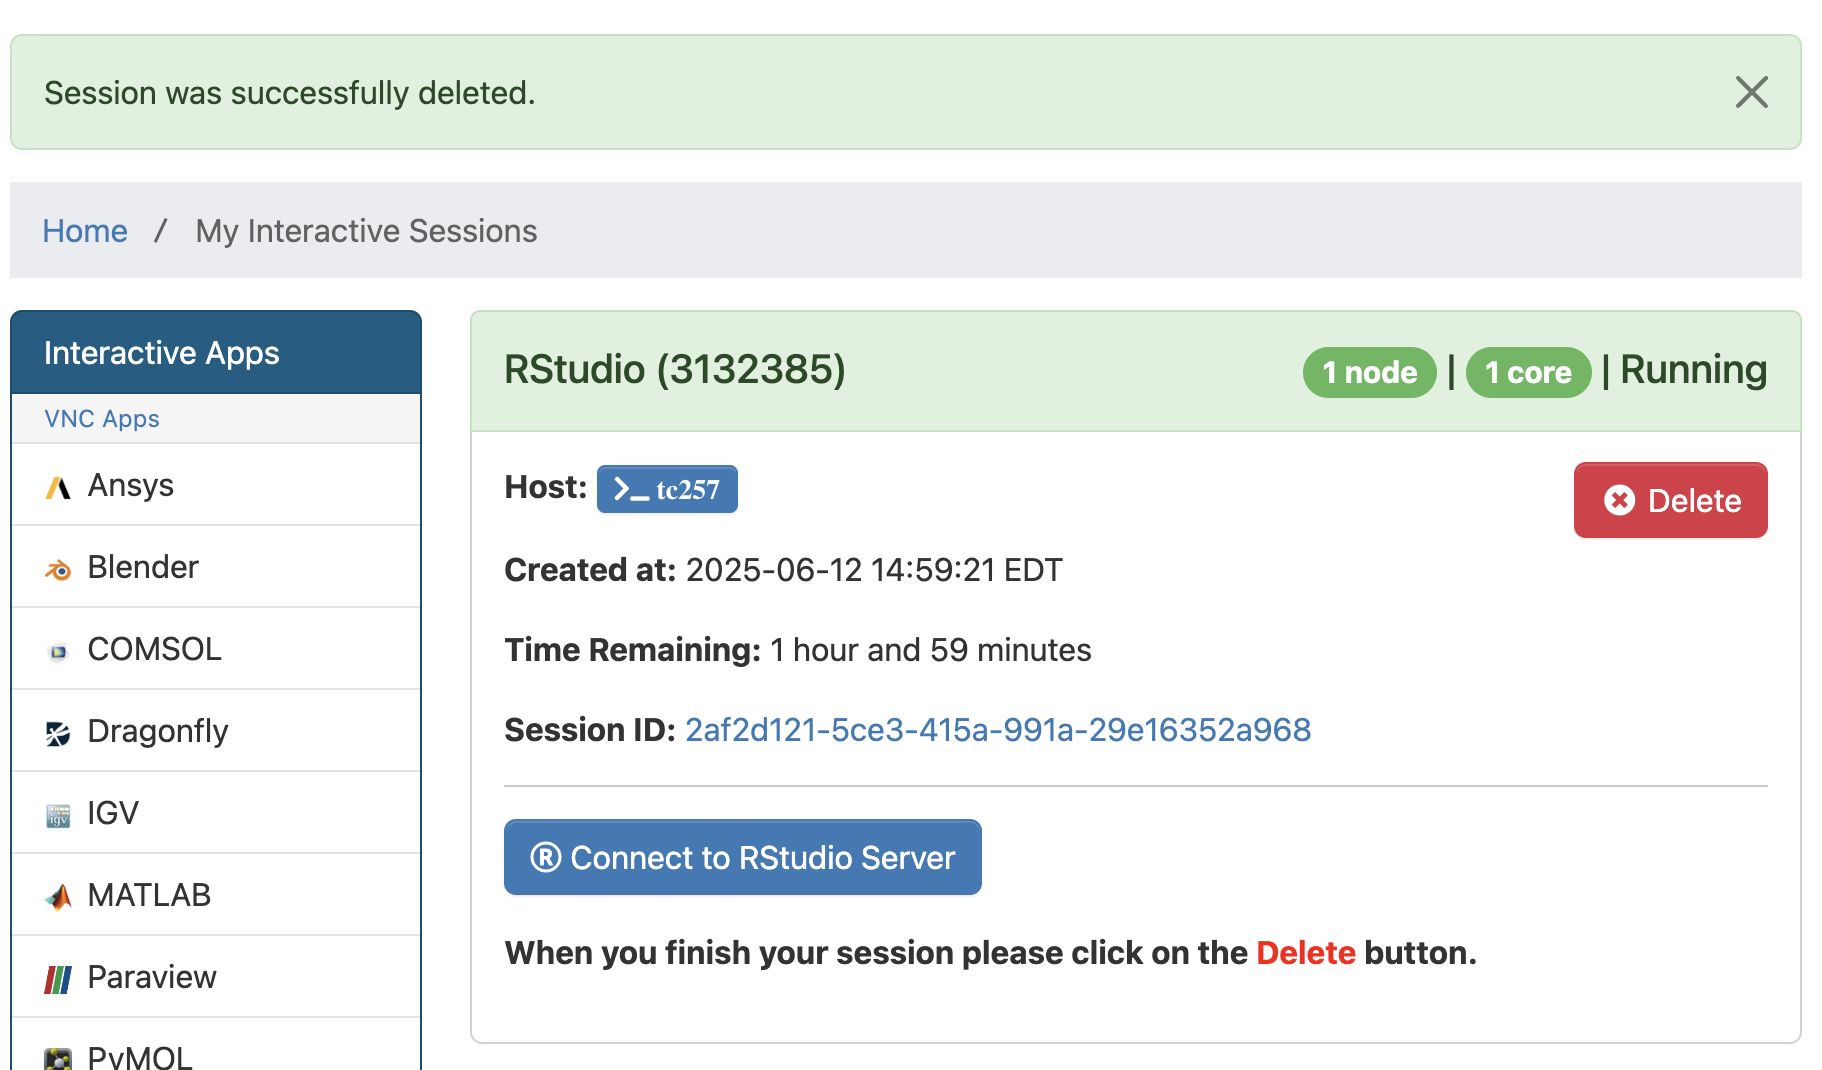 Session was successfully deleted.
Home / My Interactive Sessions
Interactive Apps
VNC Apps
Ansys
Blender
COMSOL
Dragonfly
IGV
MATLAB
Paraview
PyMOL
RStudio (3132385)
1 node | 1 core | Running
Host: >_ tc257
Delete
Created at: 2025-06-12 14:59:21 EDT
Time Remaining: 1 hour and 59 minutes
Session ID: 2af2d121-5ce3-415a-991a-29e16352a968
® Connect to RStudio Server
When you finish your session please click on the Delete button.